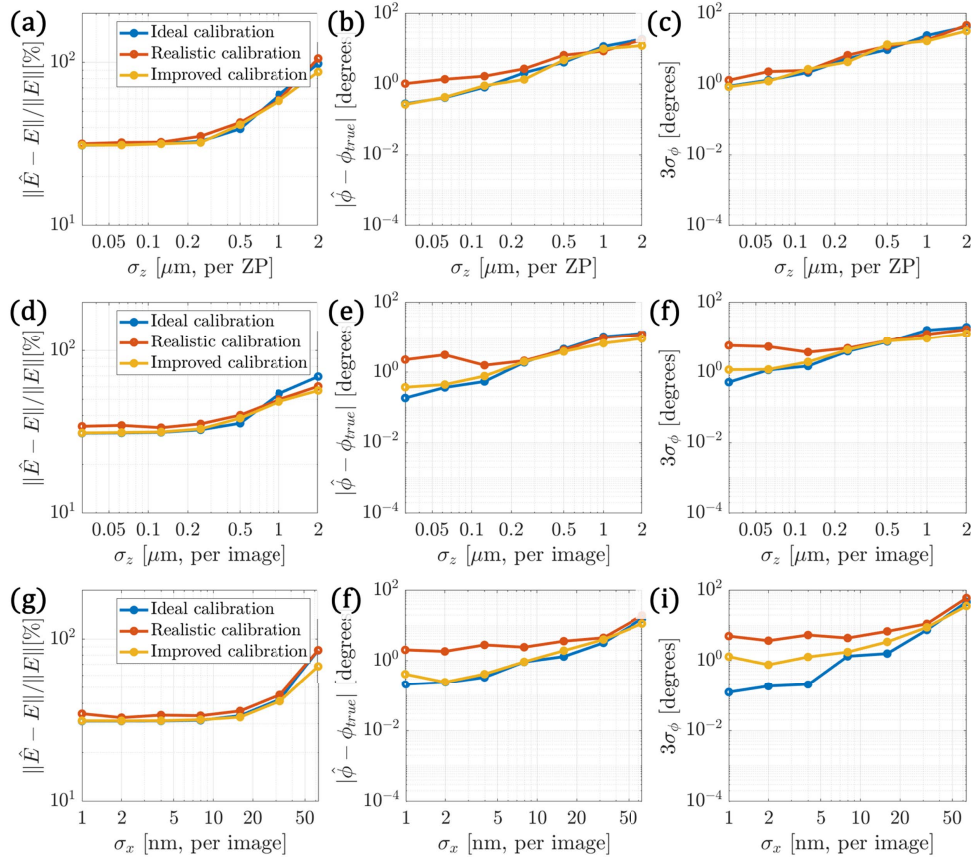 (a)
Ideal calibration
Realistic calibration
Improved calibration
||Ê − E||/||E||[%]
10²
10¹
0.05 0.1 0.2 0.5 1 2
σ_z [μm, per ZP]
(b)
|ϕ̂ − ϕ_true| [degrees]
10²
10⁰
10⁻²
10⁻⁴
0.05 0.1 0.2 0.5 1 2
σ_z [μm, per ZP]
(c)
3σ_ϕ [degrees]
10²
10⁰
10⁻²
10⁻⁴
0.05 0.1 0.2 0.5 1 2
σ_z [μm, per ZP]
(d)
Ideal calibration
Realistic calibration
Improved calibration
||Ê − E||/||E||[%]
10²
10¹
0.05 0.1 0.2 0.5 1 2
σ_z [μm, per image]
(e)
|ϕ̂ − ϕ_true| [degrees]
10²
10⁰
10⁻²
10⁻⁴
0.05 0.1 0.2 0.5 1 2
σ_z [μm, per image]
(f)
3σ_ϕ [degrees]
10²
10⁰
10⁻²
10⁻⁴
0.05 0.1 0.2 0.5 1 2
σ_z [μm, per image]
(g)
Ideal calibration
Realistic calibration
Improved calibration
||Ê − E||/||E||[%]
10²
10¹
1 2 5 10 20 50
σ_x [nm, per image]
(f)
|ϕ̂ − ϕ_true| [degrees]
10²
10⁰
10⁻²
10⁻⁴
1 2 5 10 20 50
σ_x [nm, per image]
(i)
3σ_ϕ [degrees]
10²
10⁰
10⁻²
10⁻⁴
1 2 5 10 20 50
σ_x [nm, per image]